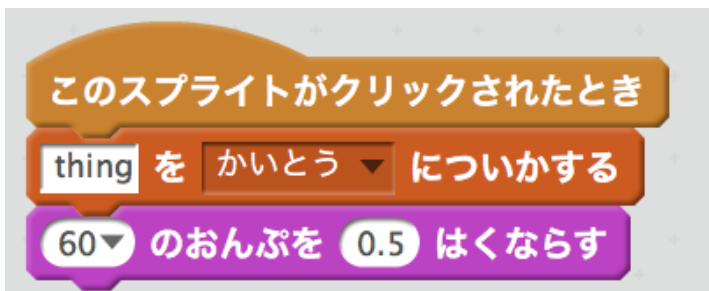 このスプライトがクリックされたとき
thing を かいとう についかする
60 のおんぷを 0.5 はくならす